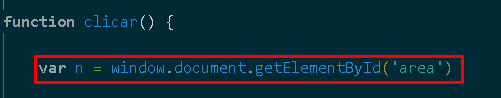 function clicar() {
var n = window.document.getElementById('area')